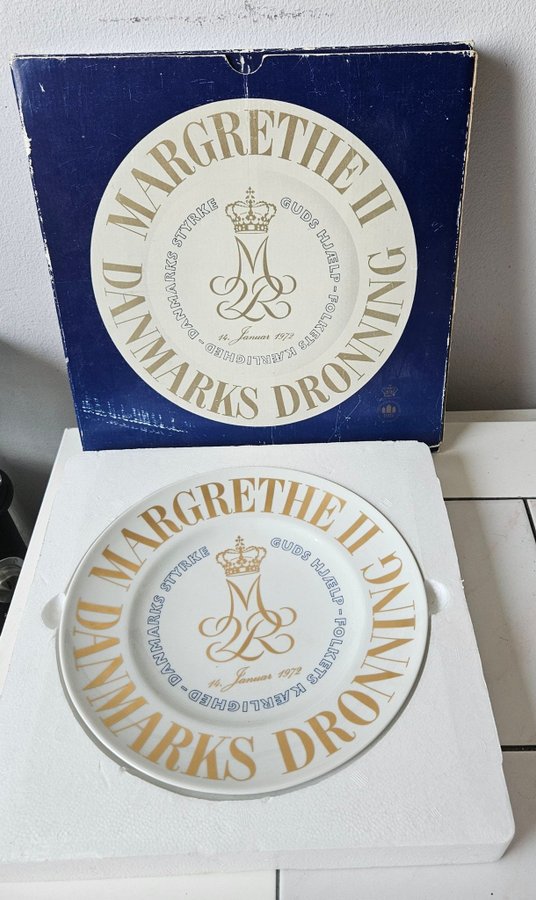 MARGRETHE II
DANMARKS DRONNING
GUDS HJÆLP - FOLKETS KÆRLIGHED - DANMARKS STYRKE
14. Januar 1972
MARGRETHE II
DANMARKS DRONNING
GUDS HJÆLP - FOLKETS KÆRLIGHED - DANMARKS STYRKE
14. Januar 1972